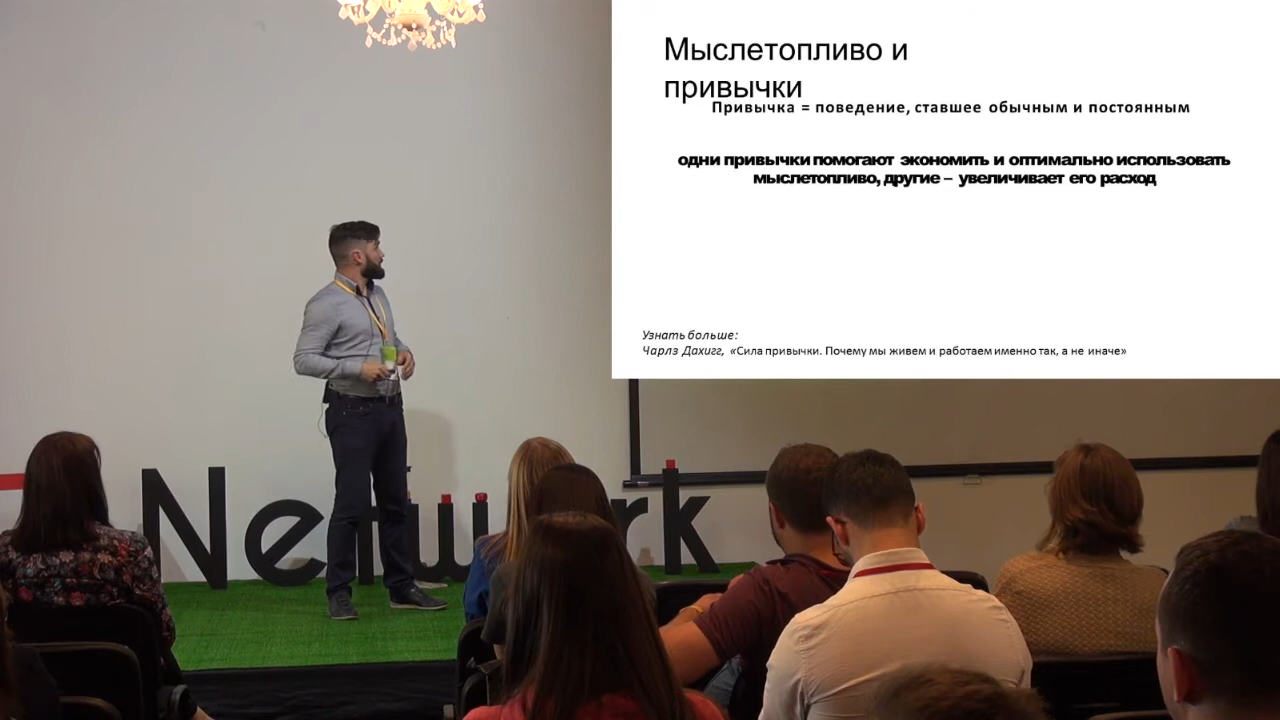 Мыслетопливо и
привычки
Привычка = поведение, ставшее обычным и постоянным
одни привычки помогают экономить и оптимально использовать
мыслетопливо, другие – увеличивает его расход
Узнать больше:
Чарлз Дахигг, «Сила привычки. Почему мы живем и работаем именно так, а не иначе»